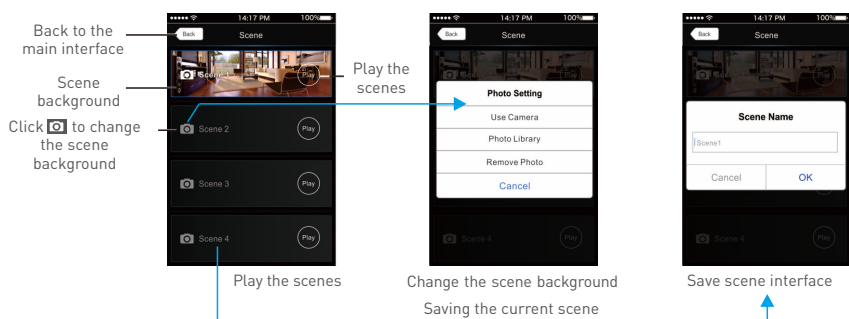 Back to the
main interface
Scene
background
Click to change
the scene
background
14:17 PM 100%
Back Scene
Scene 1 Play
Scene 2 Play
Scene 3 Play
Scene 4 Play
Play the
scenes
Play the scenes
14:17 PM 100%
Back Scene
Photo Setting
Use Camera
Photo Library
Remove Photo
Cancel
Scene 4 Play
Change the scene background
Saving the current scene
14:17 PM 100%
Back Scene
Scene Name
Scene1
Cancel OK
Scene 4 Play
Save scene interface